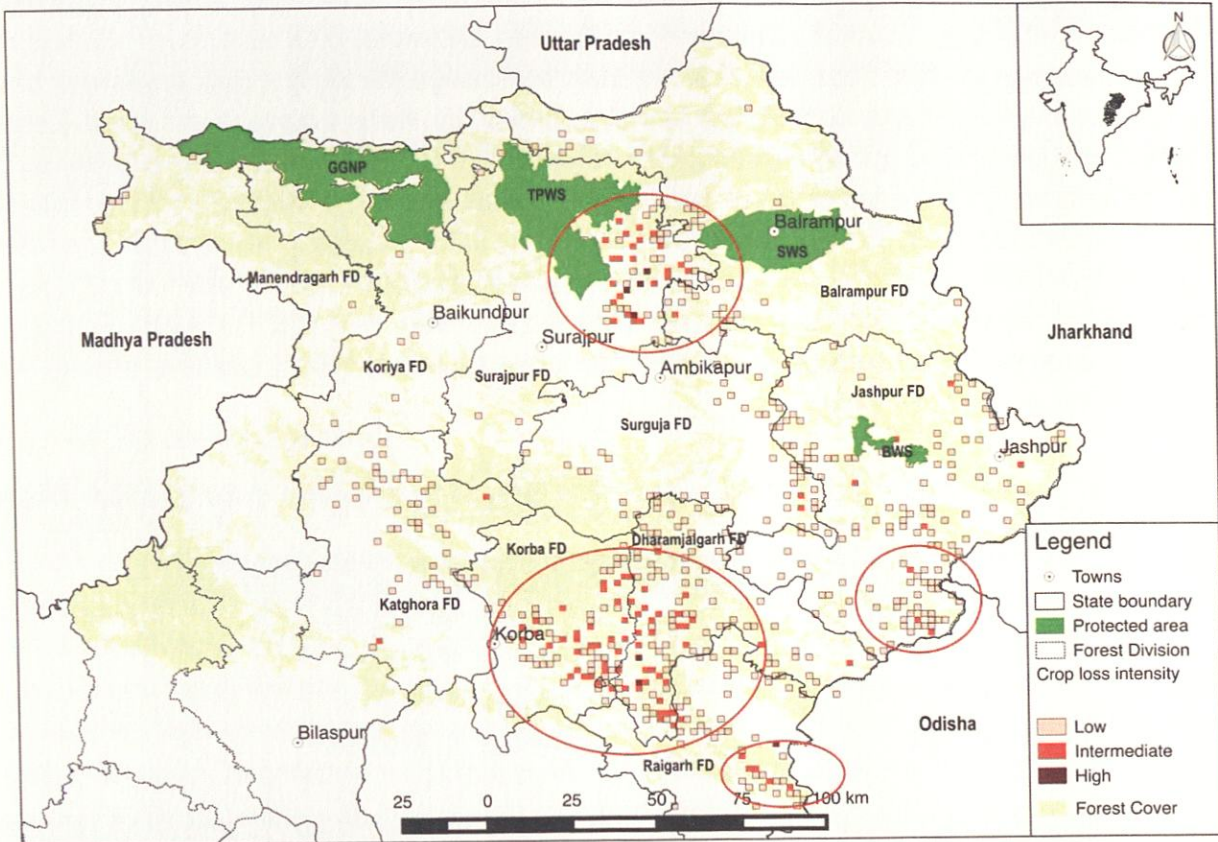 Uttar Pradesh
N
GGNP
TPWS
Balrampur
SWS
Manendragarh FD
Balrampur FD
Baikundpur
Madhya Pradesh
Surajpur
Jharkhand
Koriya FD
Surajpur FD
Ambikapur
Jashpur FD
Surguja FD
Jashpur
BWS
Korba FD
Dharamjaigarh FD
Katghora FD
Korba
Bilaspur
Odisha
Raigarh FD
25 0 25 50 75 100 km
Legend
Towns
State boundary
Protected area
Forest Division
Crop loss intensity
Low
Intermediate
High
Forest Cover